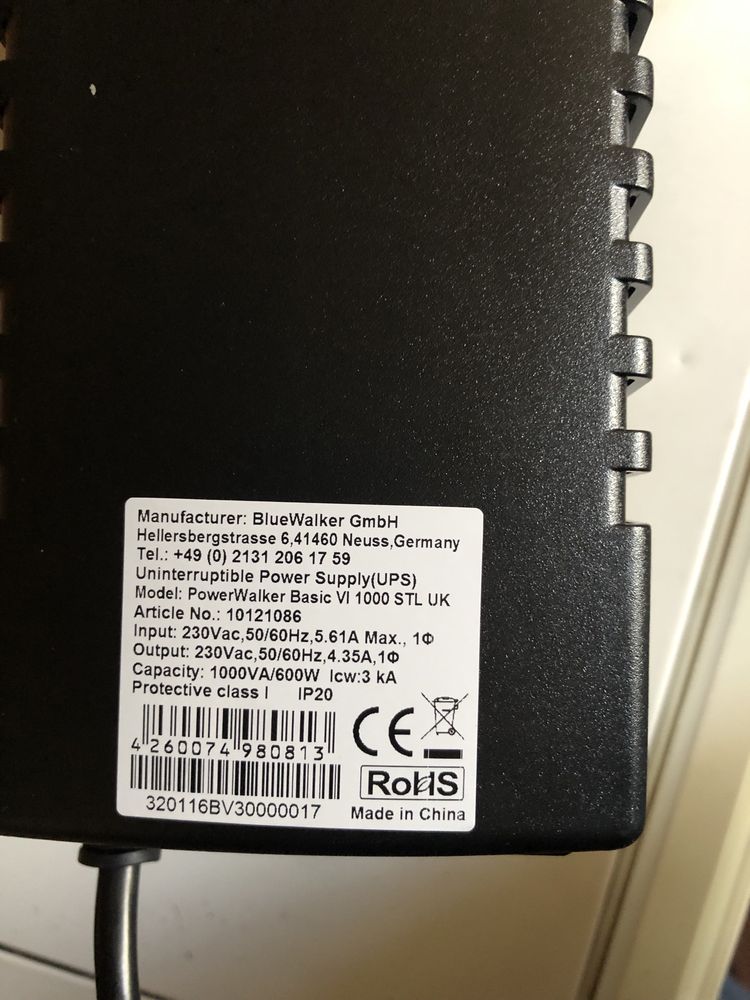 Manufacturer: BlueWalker GmbH
Hellersbergstrasse 6,41460 Neuss,Germany
Tel.: +49 (0) 2131 206 17 59
Uninterruptible Power Supply(UPS)
Model: PowerWalker Basic VI 1000 STL UK
Article No.: 10121086
Input: 230Vac,50/60Hz,5.61A Max., 1Φ
Output: 230Vac,50/60Hz,4.35A,1Φ
Capacity: 1000VA/600W Icw:3 kA
Protective class I IP20
4 260074 980813
CE
RoHS
320116BV30000017
Made in China